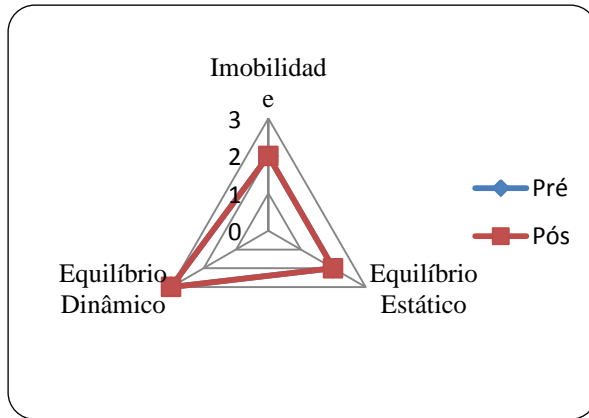 Imobilidad
e
3
2
1
0
Equilíbrio
Estático
Equilíbrio
Dinâmico
Pré
Pós